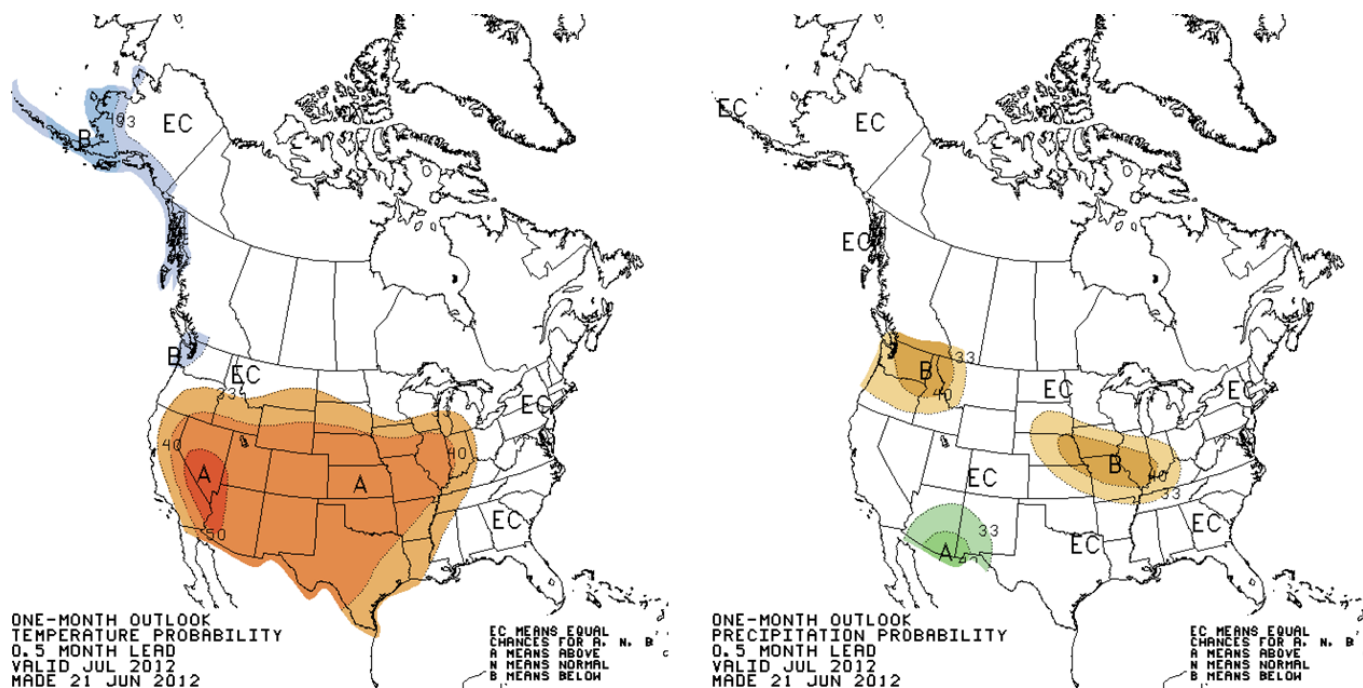 B
403
3
EC
B
EC
33
33
EC
40
40
A
A
EC
50
ONE-MONTH OUTLOOK
TEMPERATURE PROBABILITY
0.5 MONTH LEAD
VALID JUL 2012
MADE 21 JUN 2012
EC MEANS EQUAL
CHANCES FOR A, N, B
A MEANS ABOVE
N MEANS NORMAL
B MEANS BELOW
EC
EC
EC
33
B
40
EC
EC
B
40
33
EC
33
EC
A
EC
ONE-MONTH OUTLOOK
PRECIPITATION PROBABILITY
0.5 MONTH LEAD
VALID JUL 2012
MADE 21 JUN 2012
EC MEANS EQUAL
CHANCES FOR A, N, B
A MEANS ABOVE
N MEANS NORMAL
B MEANS BELOW